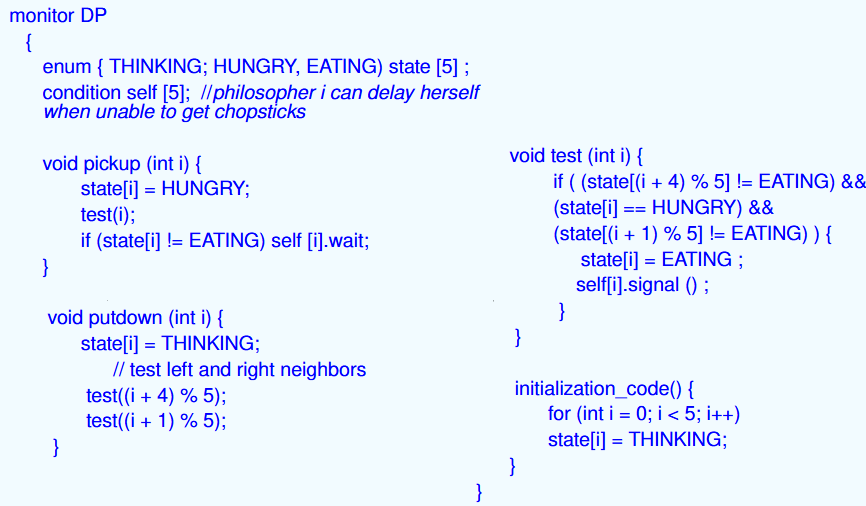 monitor DP
{
enum { THINKING; HUNGRY, EATING) state [5] ;
condition self [5];  //philosopher i can delay herself
when unable to get chopsticks
void pickup (int i) {
state[i] = HUNGRY;
test(i);
if (state[i] != EATING) self [i].wait;
}
void putdown (int i) {
state[i] = THINKING;
// test left and right neighbors
test((i + 4) % 5);
test((i + 1) % 5);
}
void test (int i) {
if ( (state[(i + 4) % 5] != EATING) &&
(state[i] == HUNGRY) &&
(state[(i + 1) % 5] != EATING) ) {
state[i] = EATING ;
self[i].signal () ;
}
}
initialization_code() {
for (int i = 0; i < 5; i++)
state[i] = THINKING;
}
}